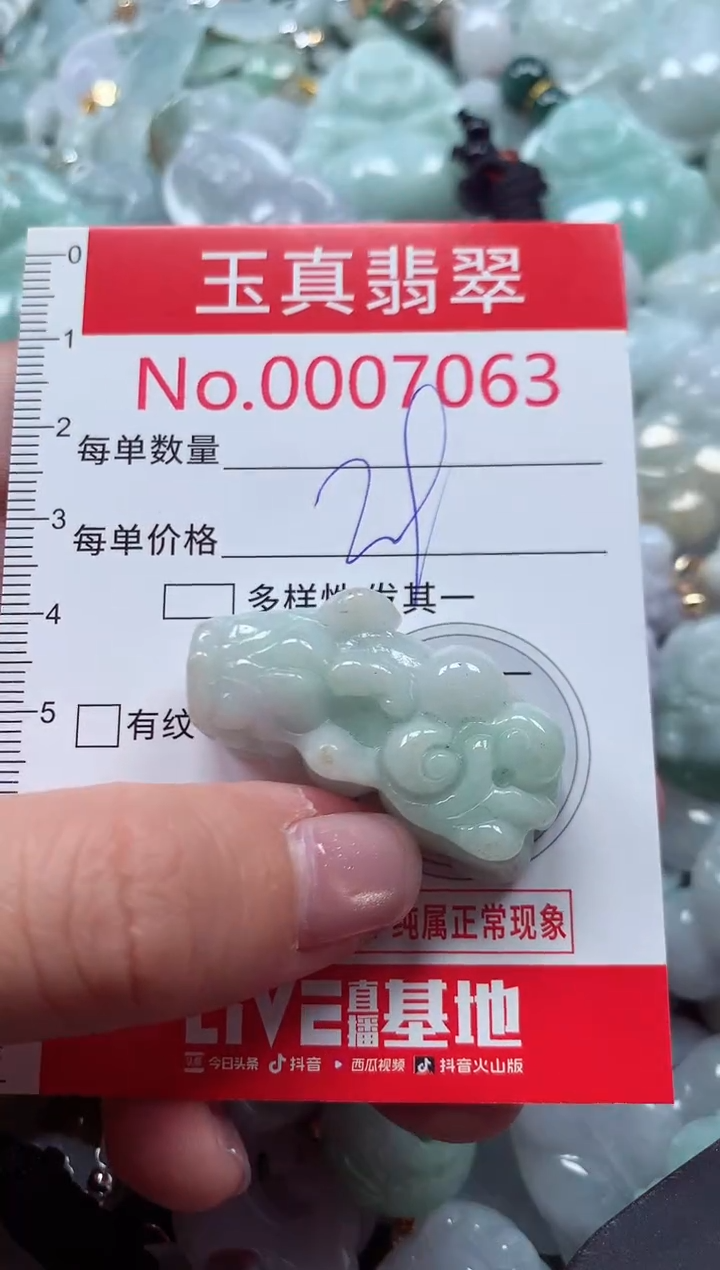 0
玉真翡翠
1
No.0007063
2
每单数量
3
每单价格
4
多样性 发其一
5
有纹
纯属正常现象
LIVE直播基地
今日头条 抖音 西瓜视频 抖音火山版